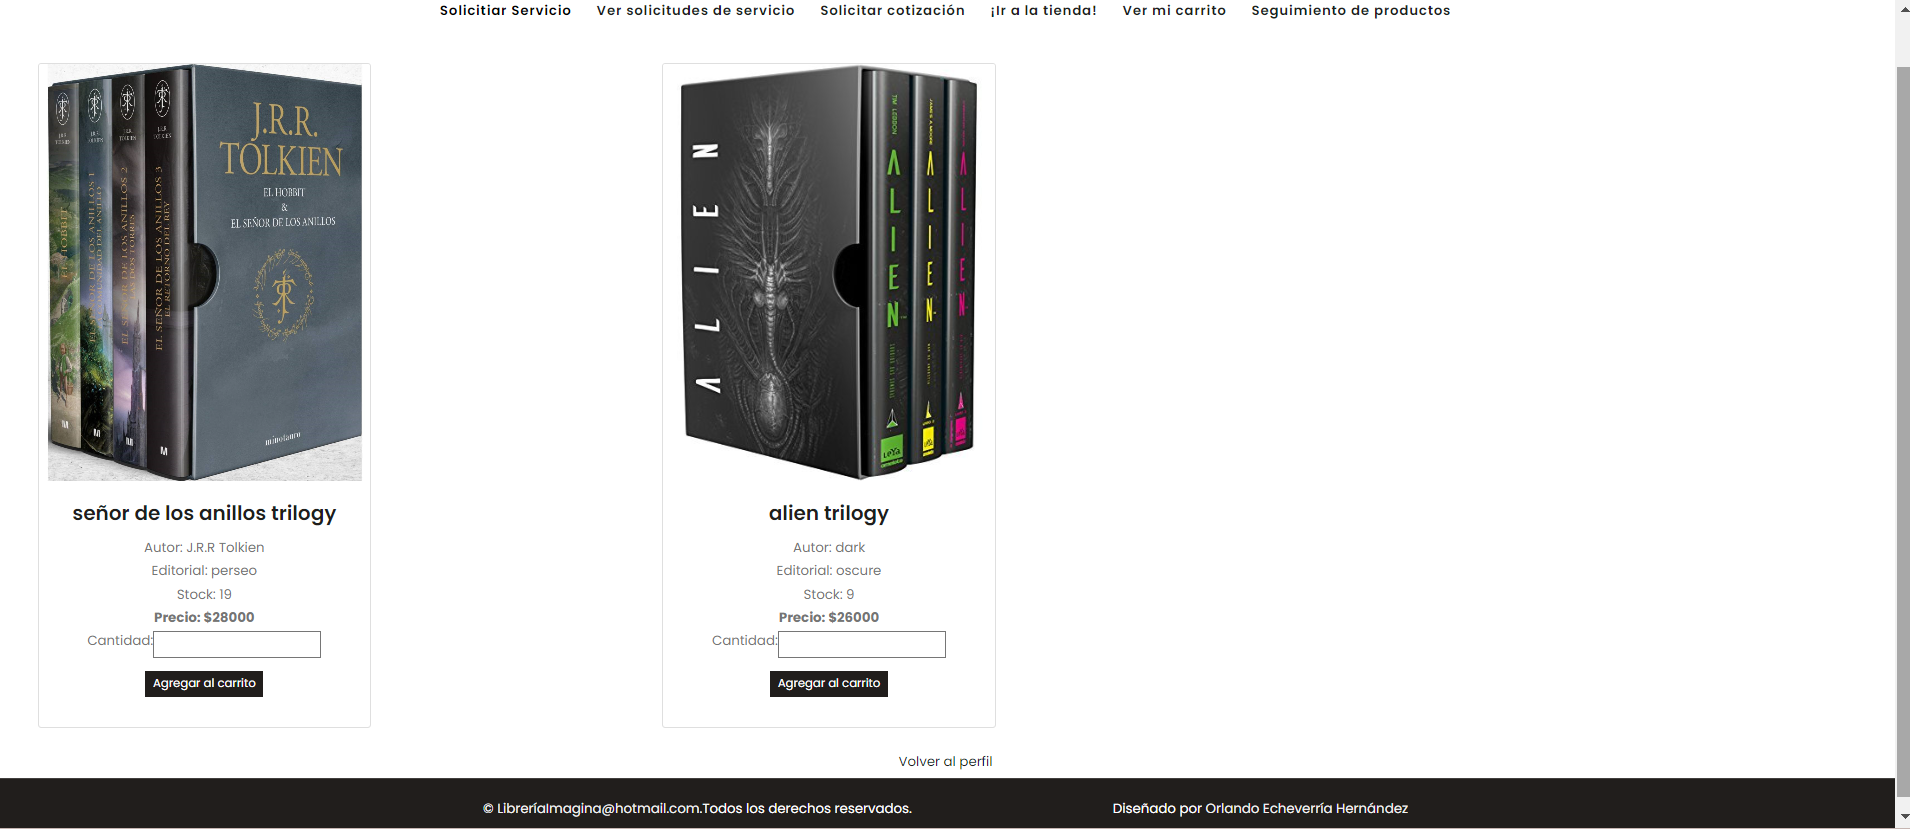 Solicitiar Servicio Ver solicitudes de servicio Solicitar cotización ¡Ir a la tienda! Ver mi carrito Seguimiento de productos
J.R.R.
TOLKIEN
EL HOBBIT
&
EL SEÑOR DE LOS ANILLOS
minotauro
EL HOBBIT
EL SEÑOR DE LOS ANILLOS 1
EL SEÑOR DE LOS ANILLOS 2
LAS DOS TORRES
EL SEÑOR DE LOS ANILLOS 3
EL RETORNO DEL REY
M
M
M
M
señor de los anillos trilogy
Autor: J.R.R Tolkien
Editorial: perseo
Stock: 19
Precio: $28000
Cantidad:
Agregar al carrito
ALIEN
TIM LEBBON
ALIEN
ALIEN
ALIEN
LeYa
alien trilogy
Autor: dark
Editorial: oscure
Stock: 9
Precio: $26000
Cantidad:
Agregar al carrito
Volver al perfil
© LibreríaImagina@hotmail.com.Todos los derechos reservados. Diseñado por Orlando Echeverría Hernández